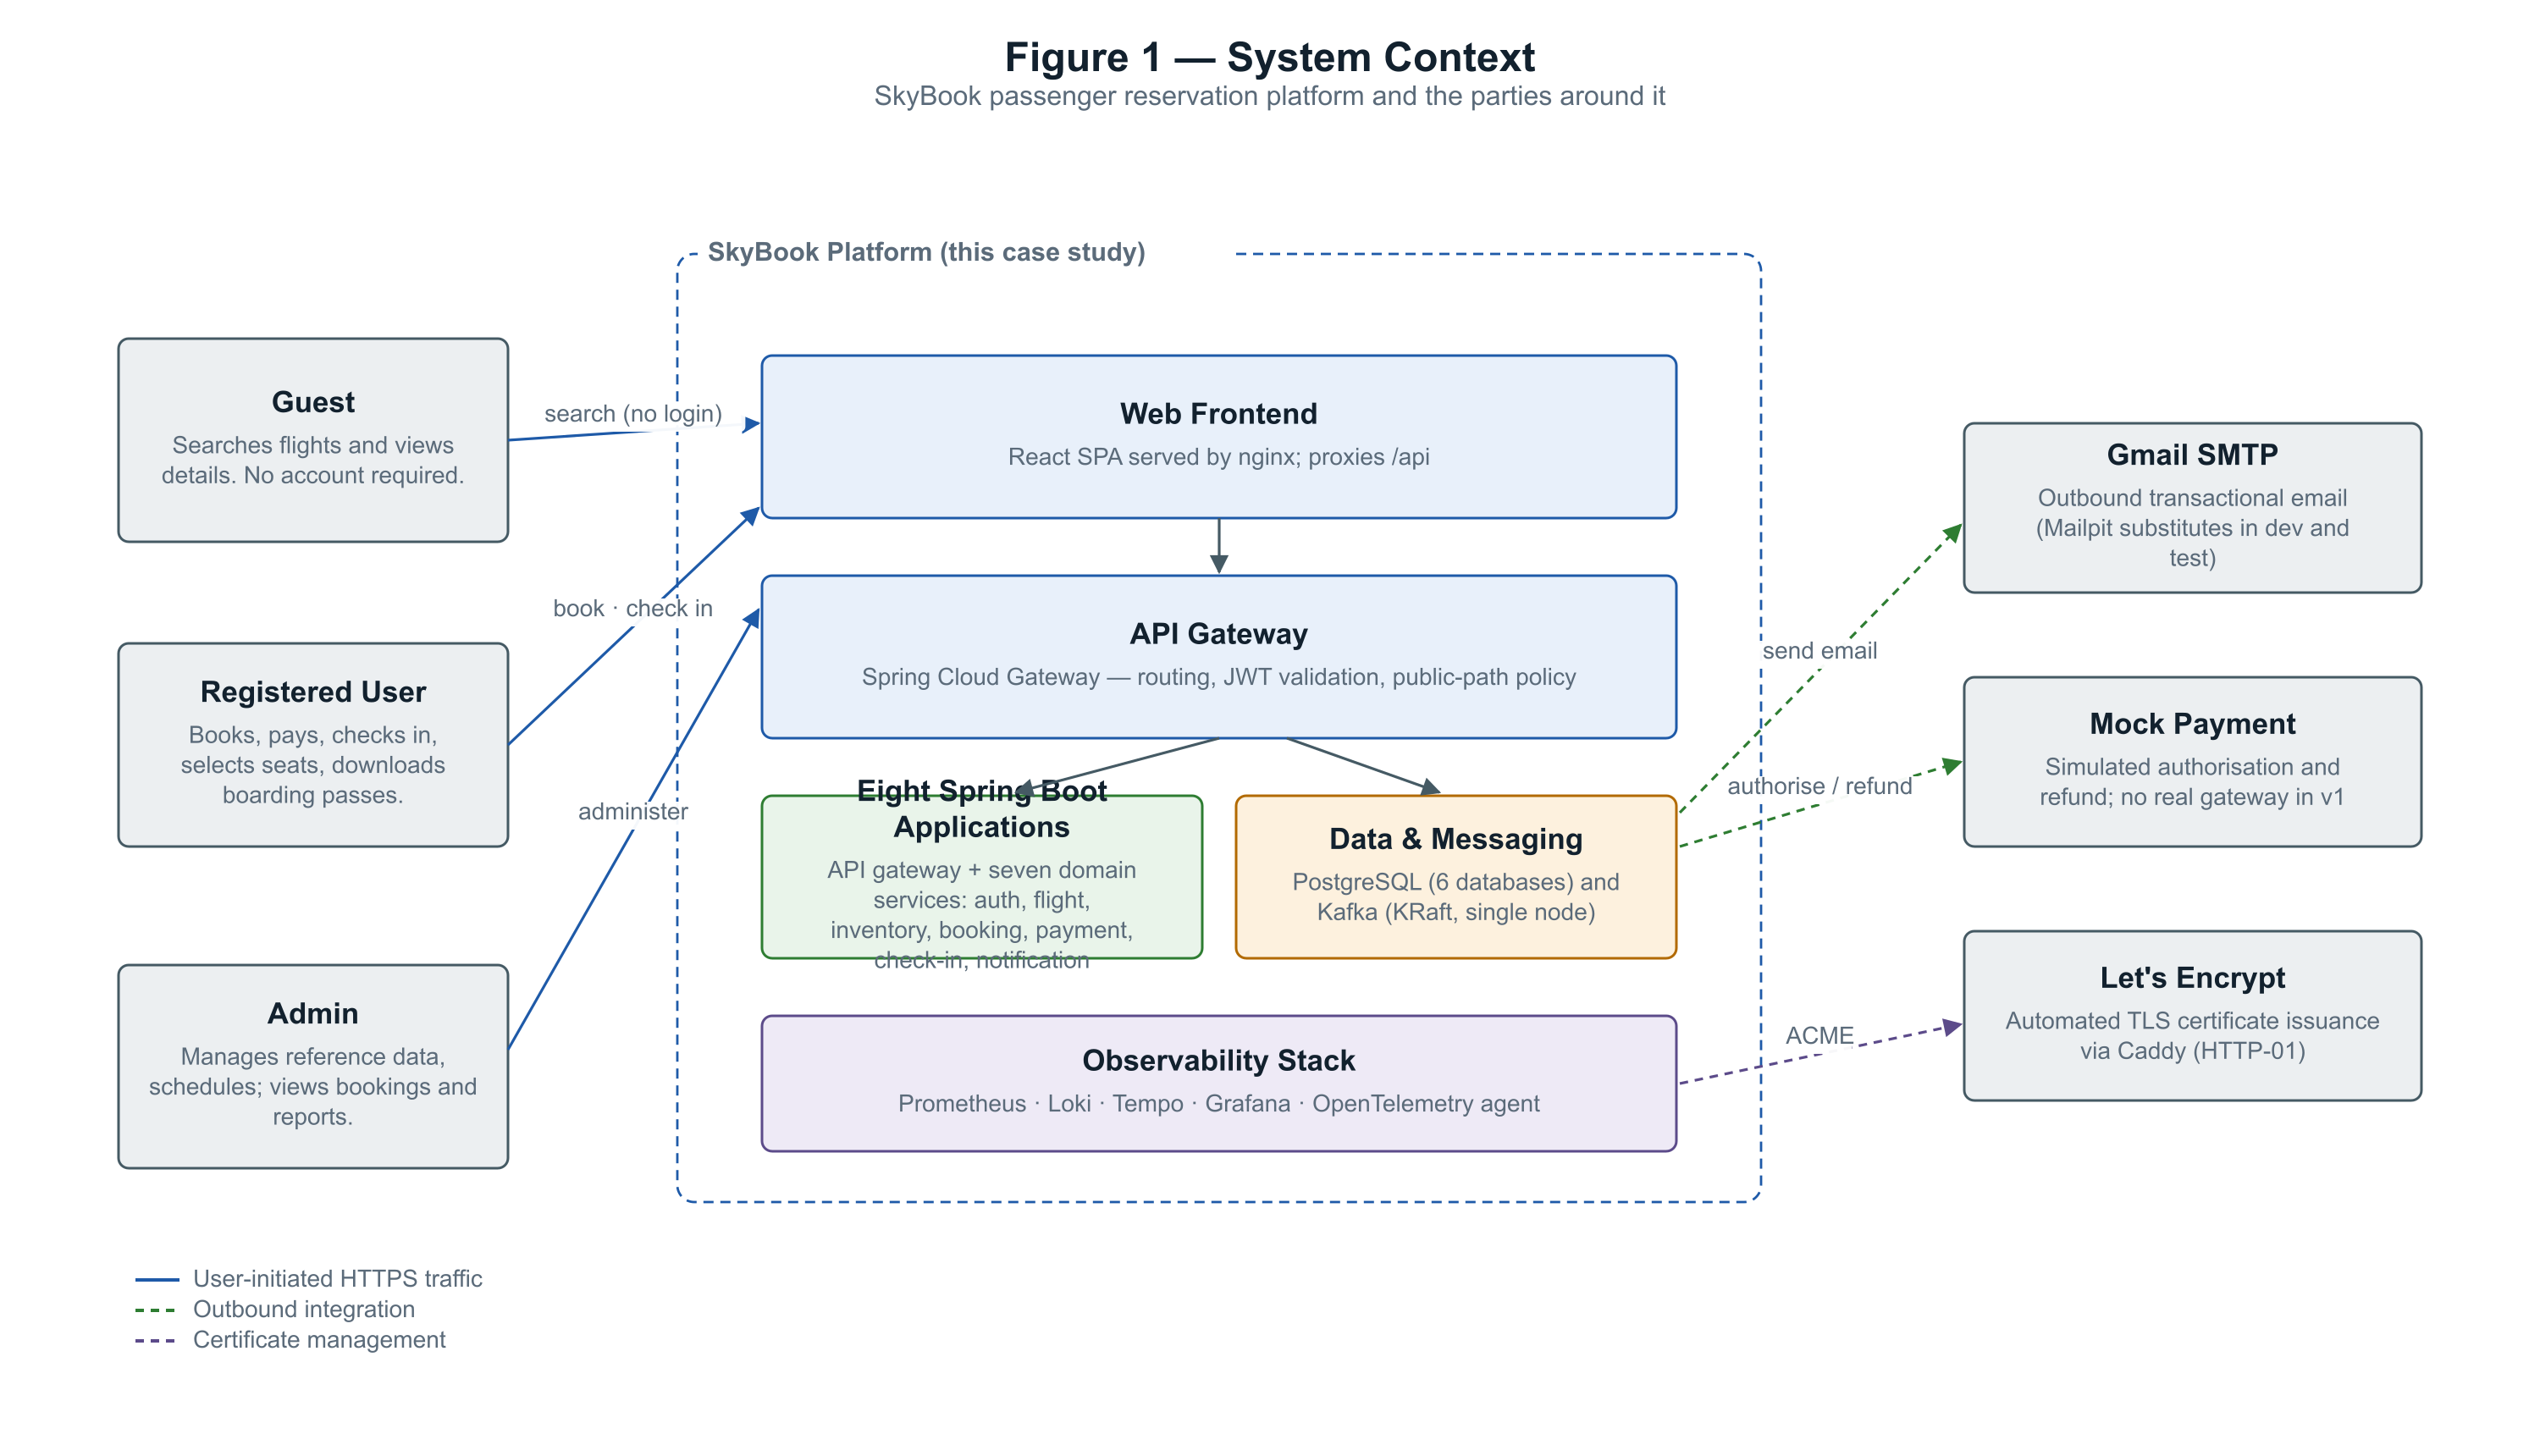 Figure 1 — System Context
SkyBook passenger reservation platform and the parties around it
SkyBook Platform (this case study)
Guest
Searches flights and views
details. No account required.
search (no login)
Registered User
Books, pays, checks in,
selects seats, downloads
boarding passes.
book · check in
Admin
Manages reference data,
schedules; views bookings and
reports.
administer
Web Frontend
React SPA served by nginx; proxies /api
API Gateway
Spring Cloud Gateway — routing, JWT validation, public-path policy
Eight Spring Boot
Applications
API gateway + seven domain
services: auth, flight,
inventory, booking, payment,
check-in, notification
Data & Messaging
PostgreSQL (6 databases) and
Kafka (KRaft, single node)
Observability Stack
Prometheus · Loki · Tempo · Grafana · OpenTelemetry agent
send email
authorise / refund
ACME
Gmail SMTP
Outbound transactional email
(Mailpit substitutes in dev and
test)
Mock Payment
Simulated authorisation and
refund; no real gateway in v1
Let's Encrypt
Automated TLS certificate issuance
via Caddy (HTTP-01)
User-initiated HTTPS traffic
Outbound integration
Certificate management